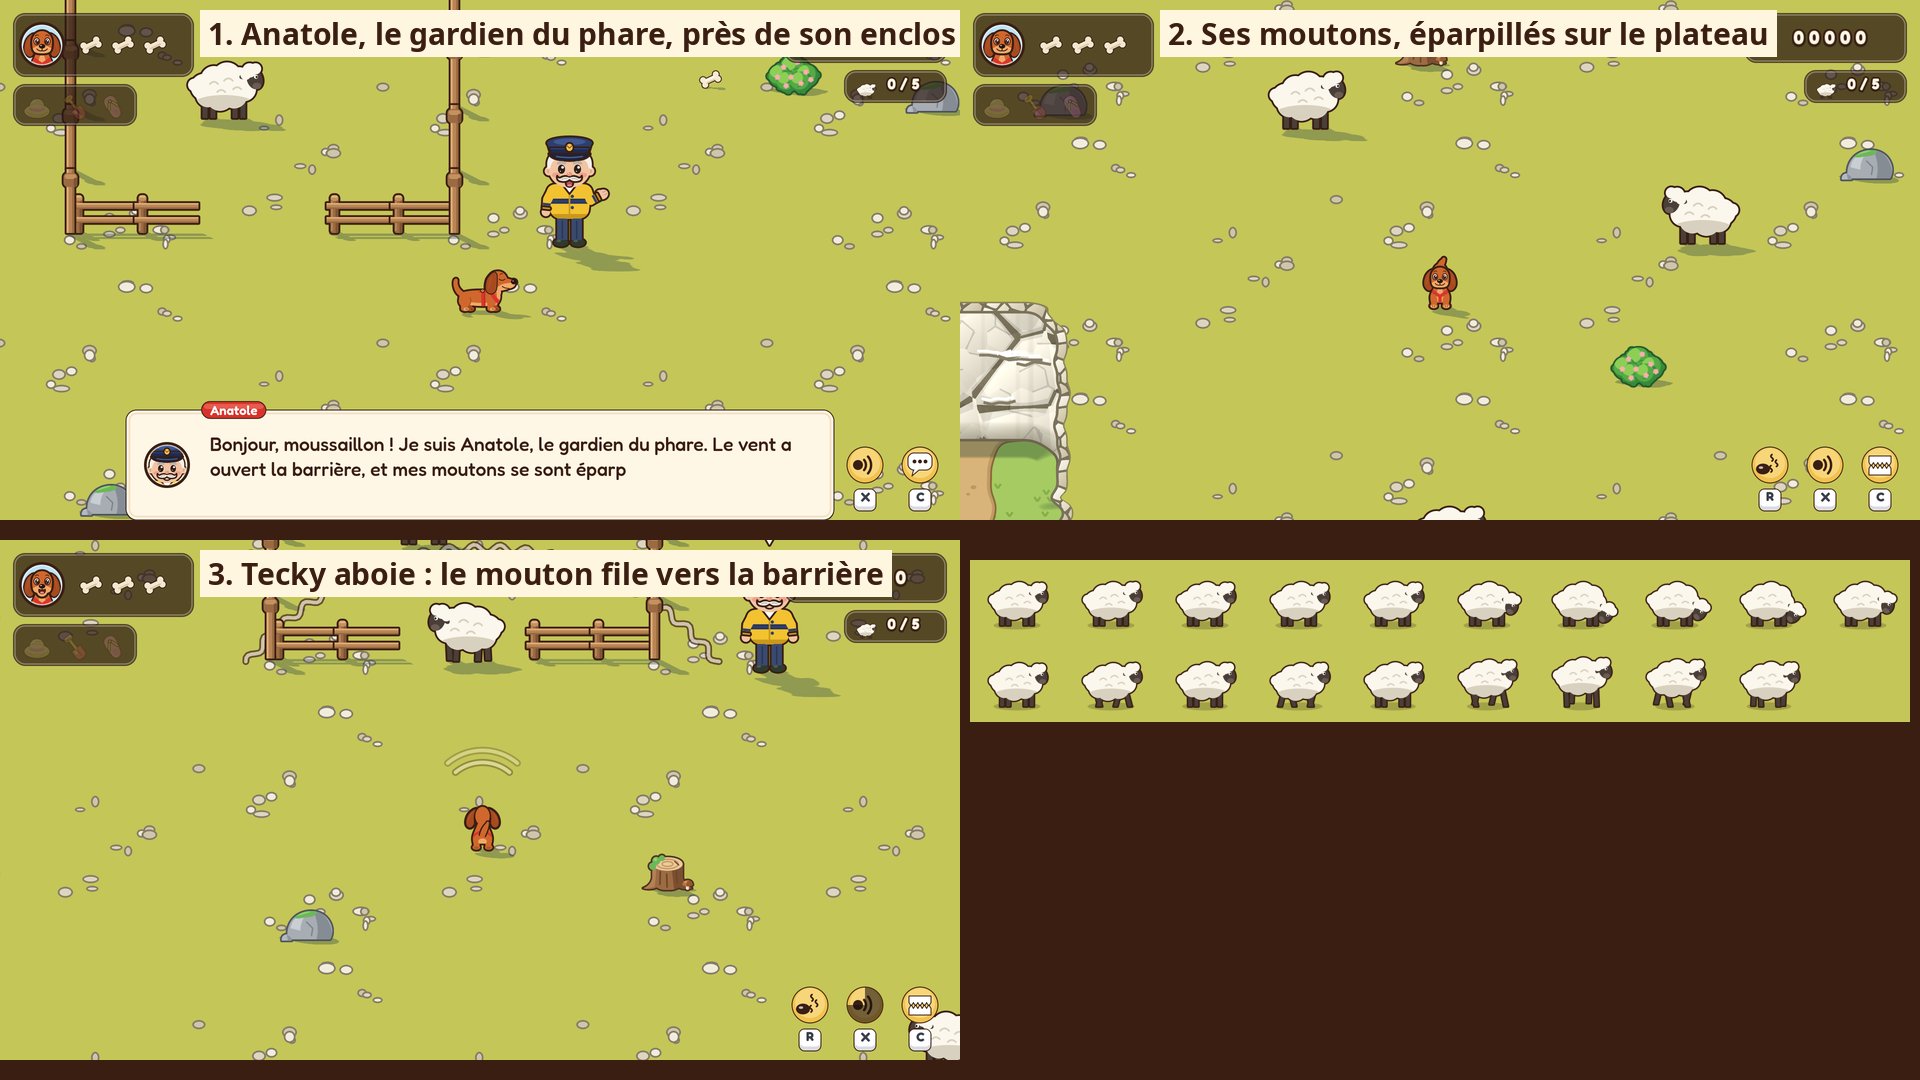 1. Anatole, le gardien du phare, près de son enclos
0/5
Anatole
Bonjour, moussaillon ! Je suis Anatole, le gardien du phare. Le vent a
ouvert la barrière, et mes moutons se sont éparp
X
C
2. Ses moutons, éparpillés sur le plateau
00000
0/5
R
X
C
3. Tecky aboie : le mouton file vers la barrière
0
0/5
R
X
C